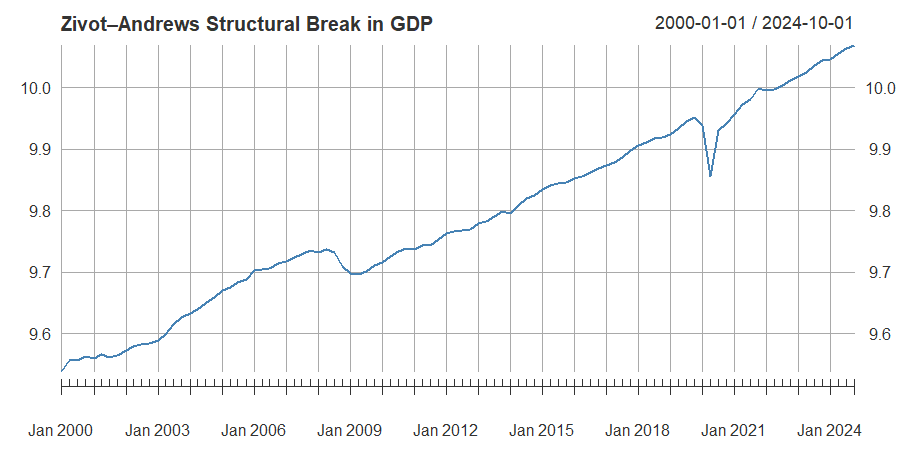 Zivot–Andrews Structural Break in GDP 2000-01-01 / 2024-10-01
10.0 10.0
9.9 9.9
9.8 9.8
9.7 9.7
9.6 9.6
Jan 2000 Jan 2003 Jan 2006 Jan 2009 Jan 2012 Jan 2015 Jan 2018 Jan 2021 Jan 2024